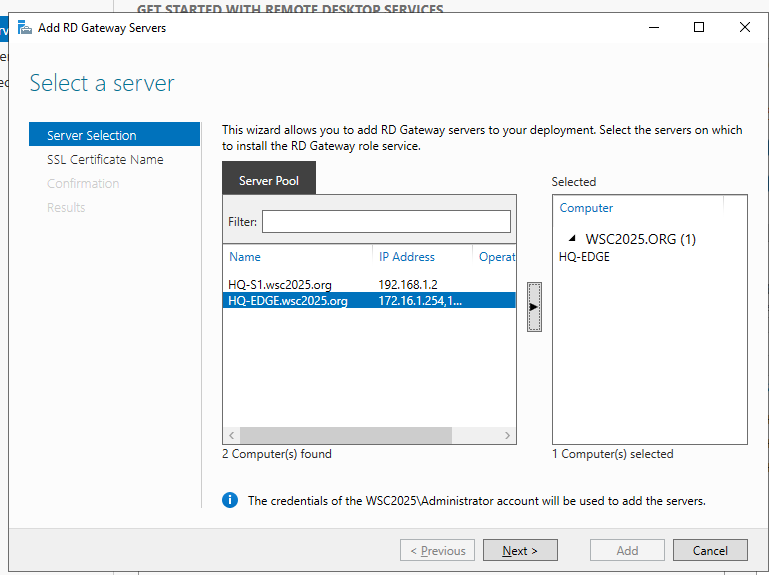 GET STARTED WITH REMOTE DESKTOP SERVICES
Add RD Gateway Servers
Select a server
Server Selection
SSL Certificate Name
Confirmation
Results
This wizard allows you to add RD Gateway servers to your deployment. Select the servers on which
to install the RD Gateway role service.
Server Pool
Filter:
Name IP Address Operat
HQ-S1.wsc2025.org 192.168.1.2
HQ-EDGE.wsc2025.org 172.16.1.254,1...
2 Computer(s) found
Selected
Computer
WSC2025.ORG (1)
HQ-EDGE
1 Computer(s) selected
The credentials of the WSC2025\Administrator account will be used to add the servers.
< Previous Next > Add Cancel